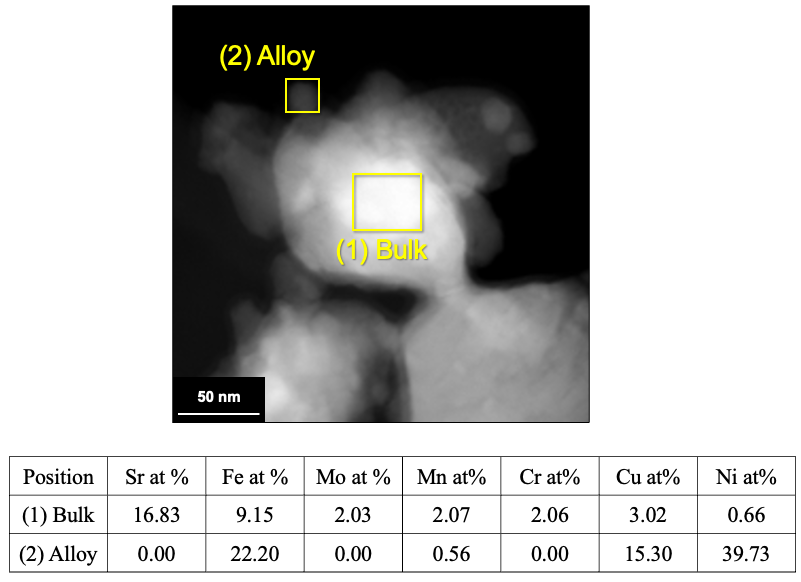 (2) Alloy
(1) Bulk
50 nm
Position Sr at % Fe at % Mo at % Mn at% Cr at% Cu at% Ni at%
(1) Bulk 16.83 9.15 2.03 2.07 2.06 3.02 0.66
(2) Alloy 0.00 22.20 0.00 0.56 0.00 15.30 39.73